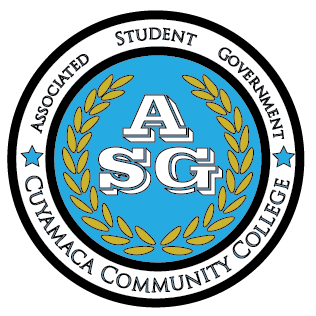 ASSOCIATED STUDENT GOVERNMENT
A
SG
CUYAMACA COMMUNITY COLLEGE